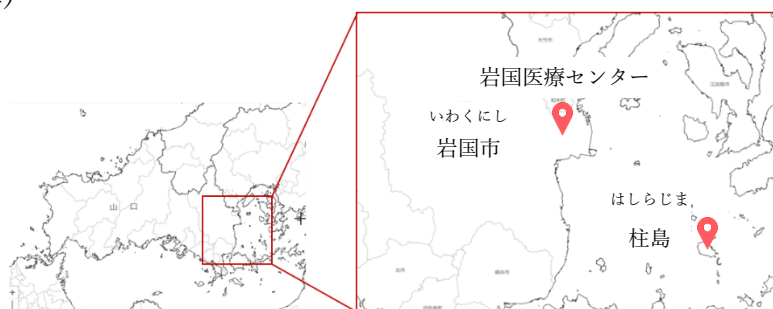 岩国医療センター
いわくにし
岩国市
はしらじま
柱島
山 口